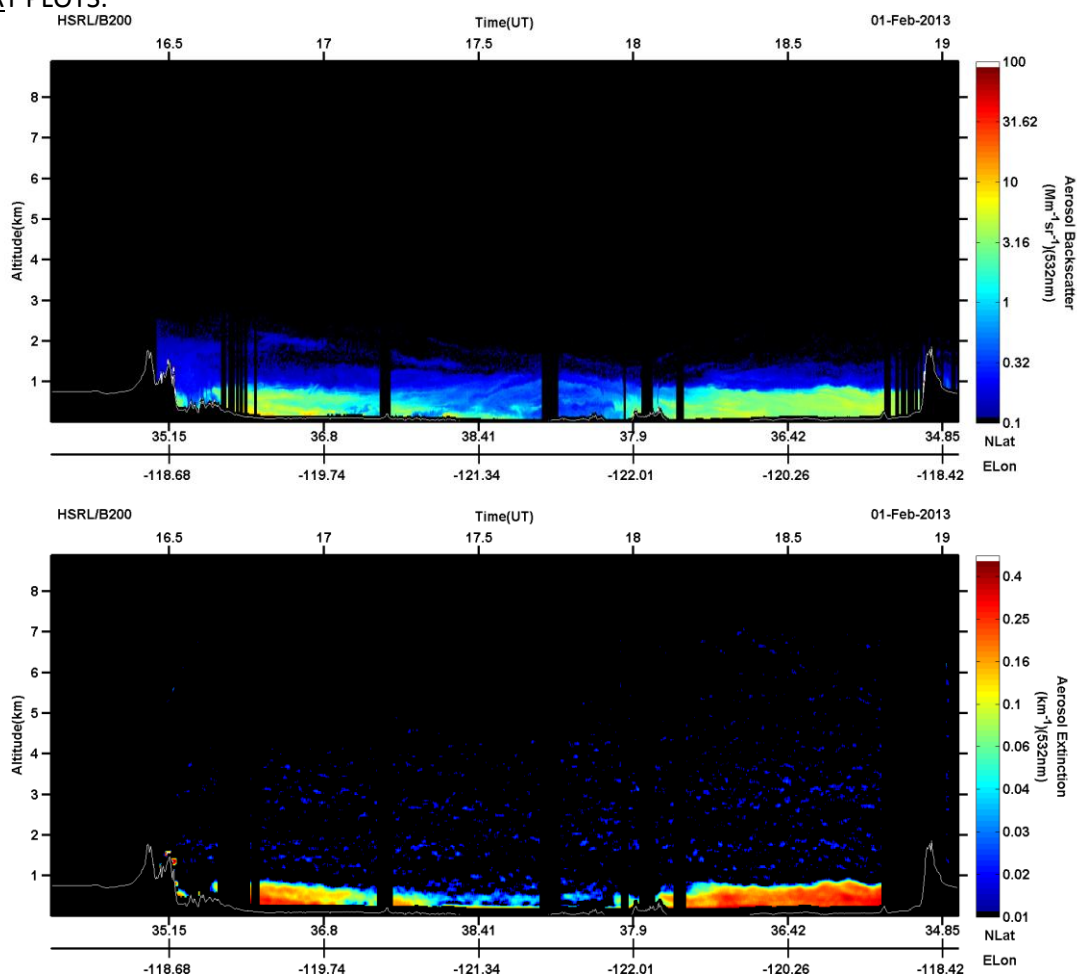 PLOTS:
HSRL/B200 Time(UT) 01-Feb-2013
16.5 17 17.5 18 18.5 19
Altitude(km)
8
7
6
5
4
3
2
1
100
31.62
10
3.16
1
0.32
0.1
Aerosol Backscatter
(Mm-1sr-1)(532nm)
35.15 36.8 38.41 37.9 36.42 34.85 NLat
-118.68 -119.74 -121.34 -122.01 -120.26 -118.42 ELon
HSRL/B200 Time(UT) 01-Feb-2013
16.5 17 17.5 18 18.5 19
Altitude(km)
8
7
6
5
4
3
2
1
0.4
0.25
0.16
0.1
0.06
0.04
0.03
0.02
0.01
Aerosol Extinction
(km-1)(532nm)
35.15 36.8 38.41 37.9 36.42 34.85 NLat
-118.68 -119.74 -121.34 -122.01 -120.26 -118.42 ELon